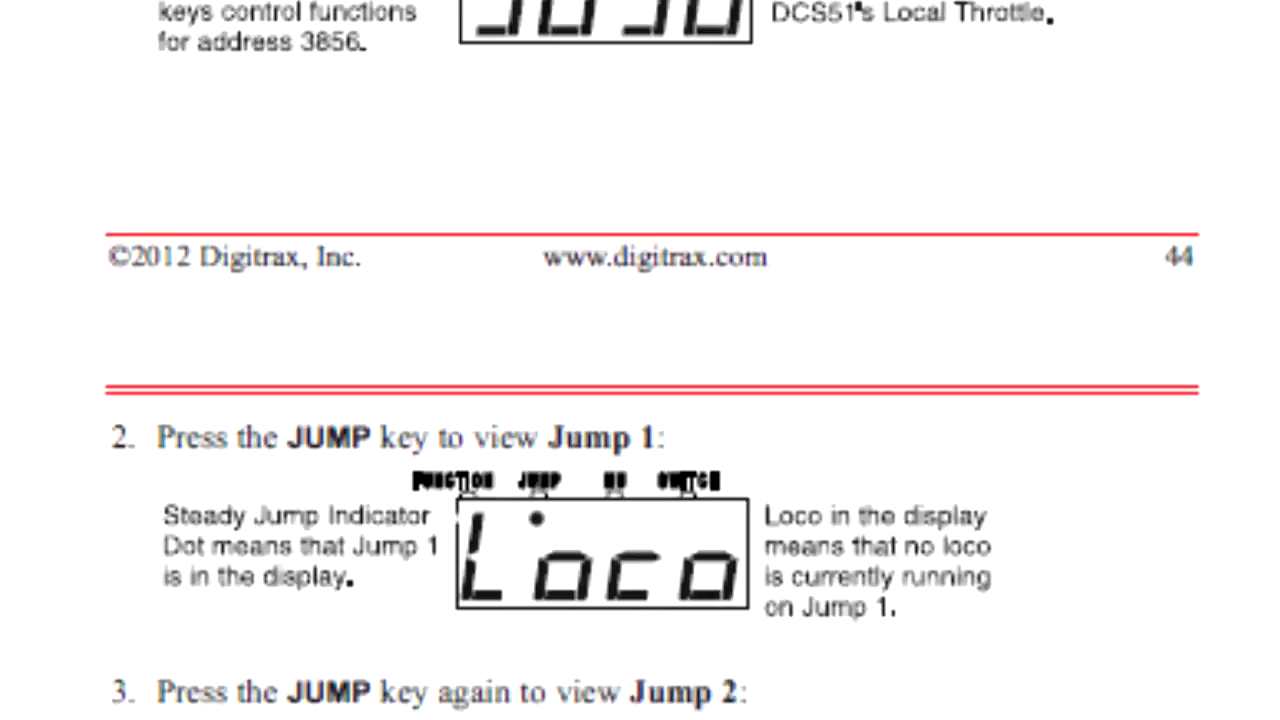 keys control functions
for address 3856.
DCS51's Local Throttle.
©2012 Digitrax, Inc. www.digitrax.com 44
2. Press the JUMP key to view Jump 1:
FUNCTION JUMP SWITCH
Steady Jump Indicator
Dot means that Jump 1
is in the display.
Loco
Loco in the display
means that no loco
is currently running
on Jump 1.
3. Press the JUMP key again to view Jump 2: